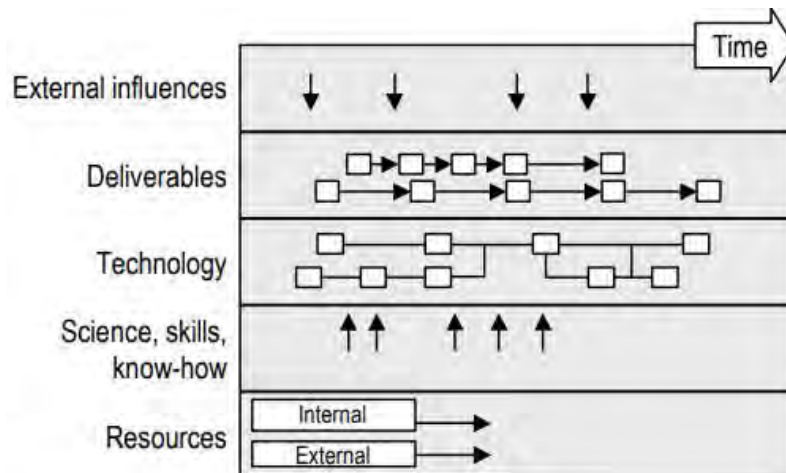 Time
External influences
Deliverables
Technology
Science, skills,
know-how
Resources
Internal
External